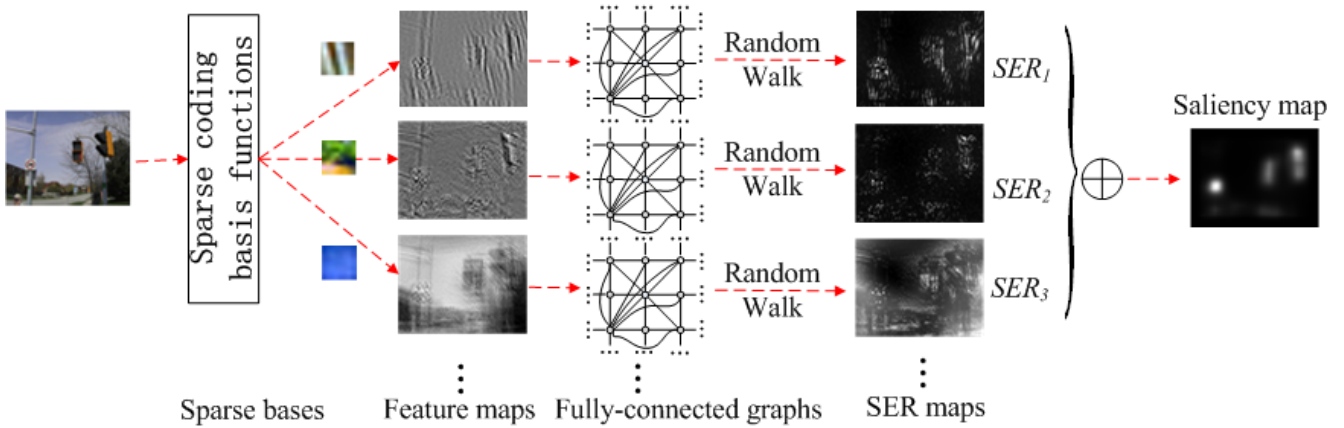 Sparse coding
basis functions
Random
Walk
SER1
Random
Walk
SER2
Random
Walk
SER3
Saliency map
Sparse bases
Feature maps
Fully-connected graphs
SER maps